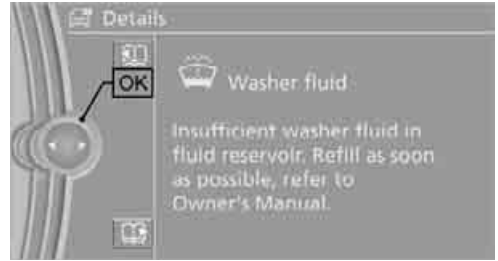 Details
OK
Washer fluid
Insufficient washer fluid in
fluid reservoir. Refill as soon
as possible, refer to
Owner's Manual.